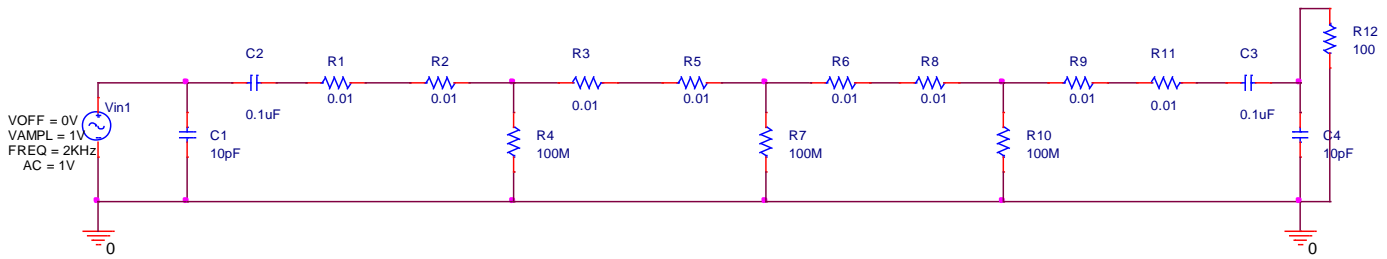 R12
100
C2
R1
R2
R3
R5
R6
R8
R9
R11
C3
0.1uF
0.01
0.01
0.01
0.01
0.01
0.01
0.01
0.01
0.1uF
Vin1
VOFF = 0V
VAMPL = 1V
FREQ = 2KHz
AC = 1V
C1
10pF
R4
100M
R7
100M
R10
100M
C4
10pF
0
0